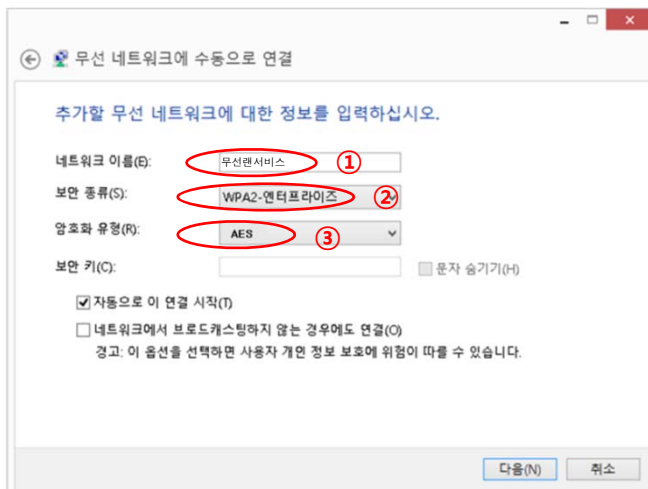 무선 네트워크에 수동으로 연결
추가할 무선 네트워크에 대한 정보를 입력하십시오.
네트워크 이름(E): 무선랜서비스 ①
보안 종류(S): WPA2-엔터프라이즈 ②
암호화 유형(R): AES ③
보안 키(C): 문자 숨기기(H)
자동으로 이 연결 시작(T)
네트워크에서 브로드캐스팅하지 않는 경우에도 연결(O)
경고: 이 옵션을 선택하면 사용자 개인 정보 보호에 위험이 따를 수 있습니다.
다음(N) 취소